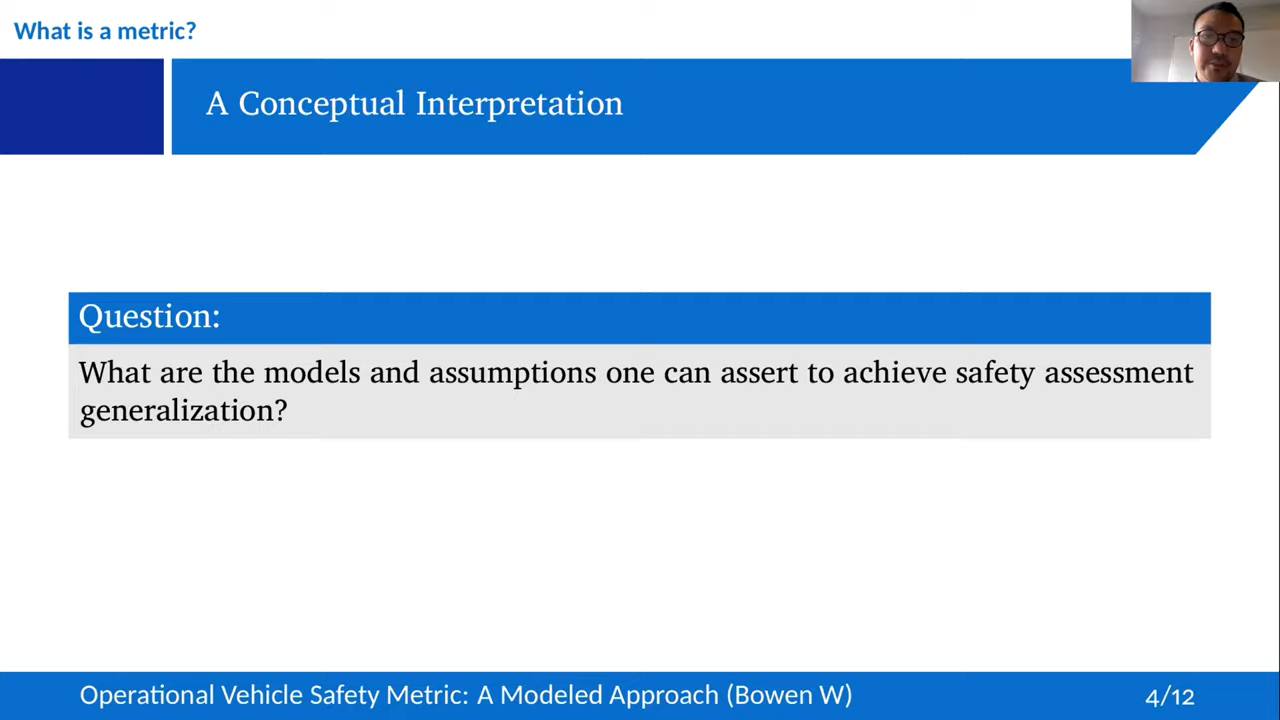 What is a metric?
A Conceptual Interpretation
Question:
What are the models and assumptions one can assert to achieve safety assessment
generalization?
Operational Vehicle Safety Metric: A Modeled Approach (Bowen W)
4/12